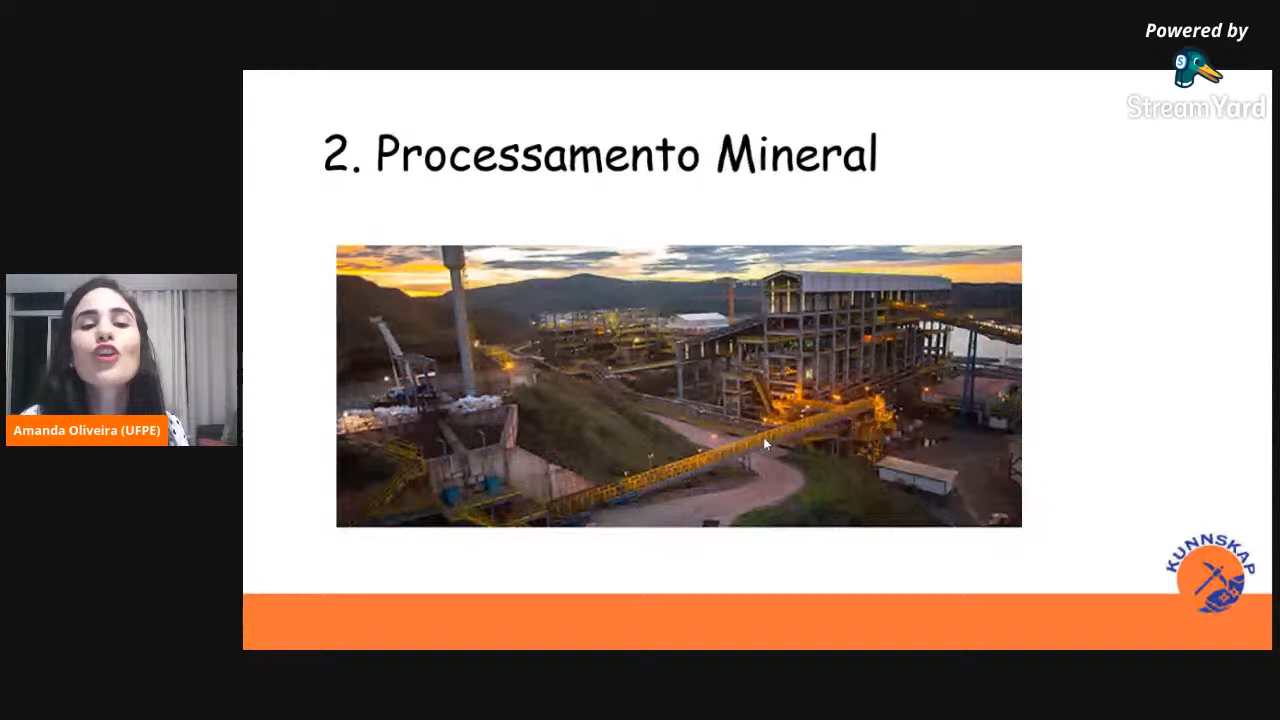 Powered by
StreamYard
2. Processamento Mineral
Amanda Oliveira (UFPE)
KUNNSKAP